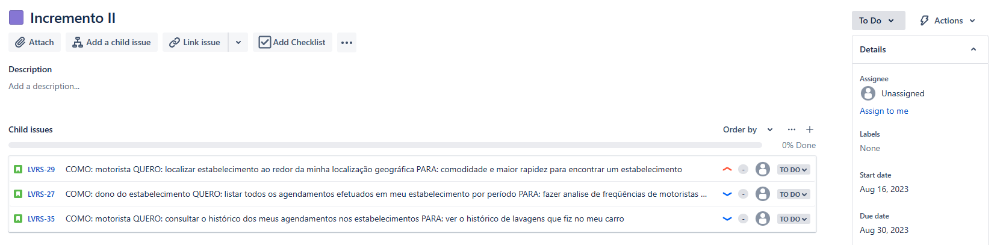 Incremento II
To Do
Actions
Attach
Add a child issue
Link issue
Add Checklist
Details
Description
Add a description...
Assignee
Unassigned
Assign to me
Child issues
Order by
0% Done
Labels
None
LVRS-29 COMO: motorista QUERO: localizar estabelecimento ao redor da minha localização geográfica PARA: comodidade e maior rapidez para encontrar um estabelecimento - TO DO
LVRS-27 COMO: dono do estabelecimento QUERO: listar todos os agendamentos efetuados em meu estabelecimento por período PARA: fazer analise de freqüências de motoristas ... - TO DO
LVRS-35 COMO: motorista QUERO: consultar o histórico dos meus agendamentos nos estabelecimentos PARA: ver o histórico de lavagens que fiz no meu carro - TO DO
Start date
Aug 16, 2023
Due date
Aug 30, 2023